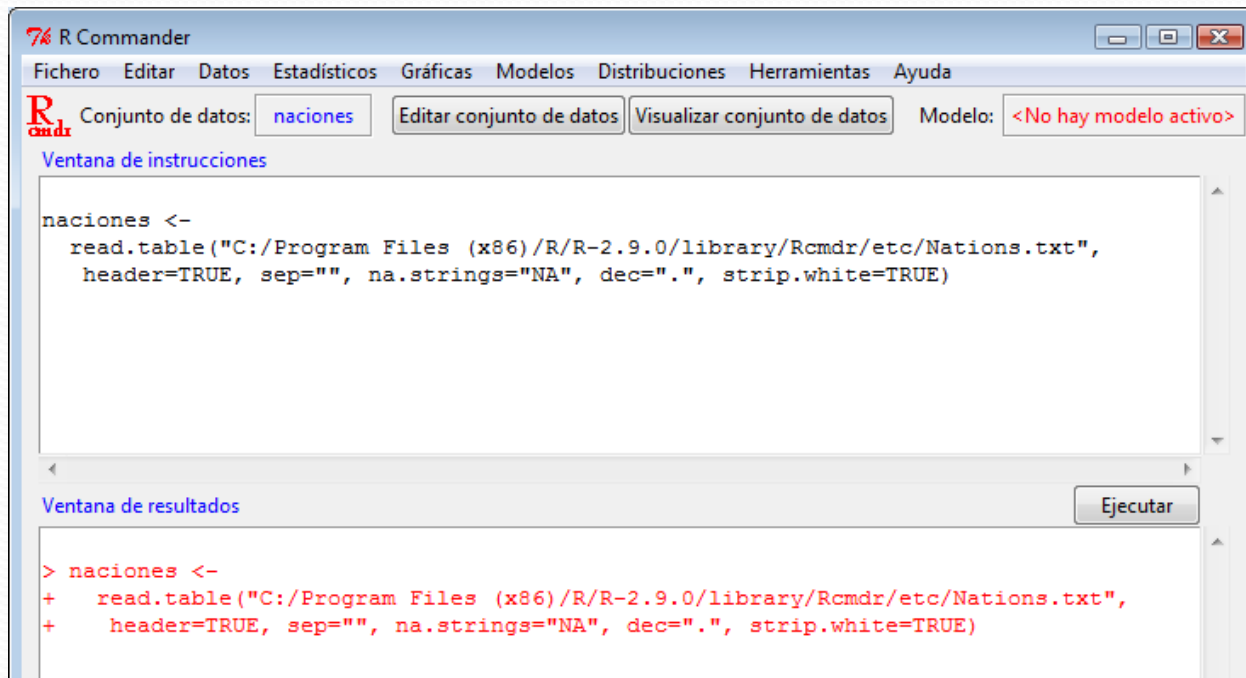 R Commander
Fichero Editar Datos Estadísticos Gráficas Modelos Distribuciones Herramientas Ayuda
R cmdr Conjunto de datos: naciones Editar conjunto de datos Visualizar conjunto de datos Modelo: <No hay modelo activo>
Ventana de instrucciones
naciones <-
  read.table("C:/Program Files (x86)/R/R-2.9.0/library/Rcmdr/etc/Nations.txt",
   header=TRUE, sep="", na.strings="NA", dec=".", strip.white=TRUE)
Ventana de resultados Ejecutar
> naciones <-
+   read.table("C:/Program Files (x86)/R/R-2.9.0/library/Rcmdr/etc/Nations.txt",
+    header=TRUE, sep="", na.strings="NA", dec=".", strip.white=TRUE)